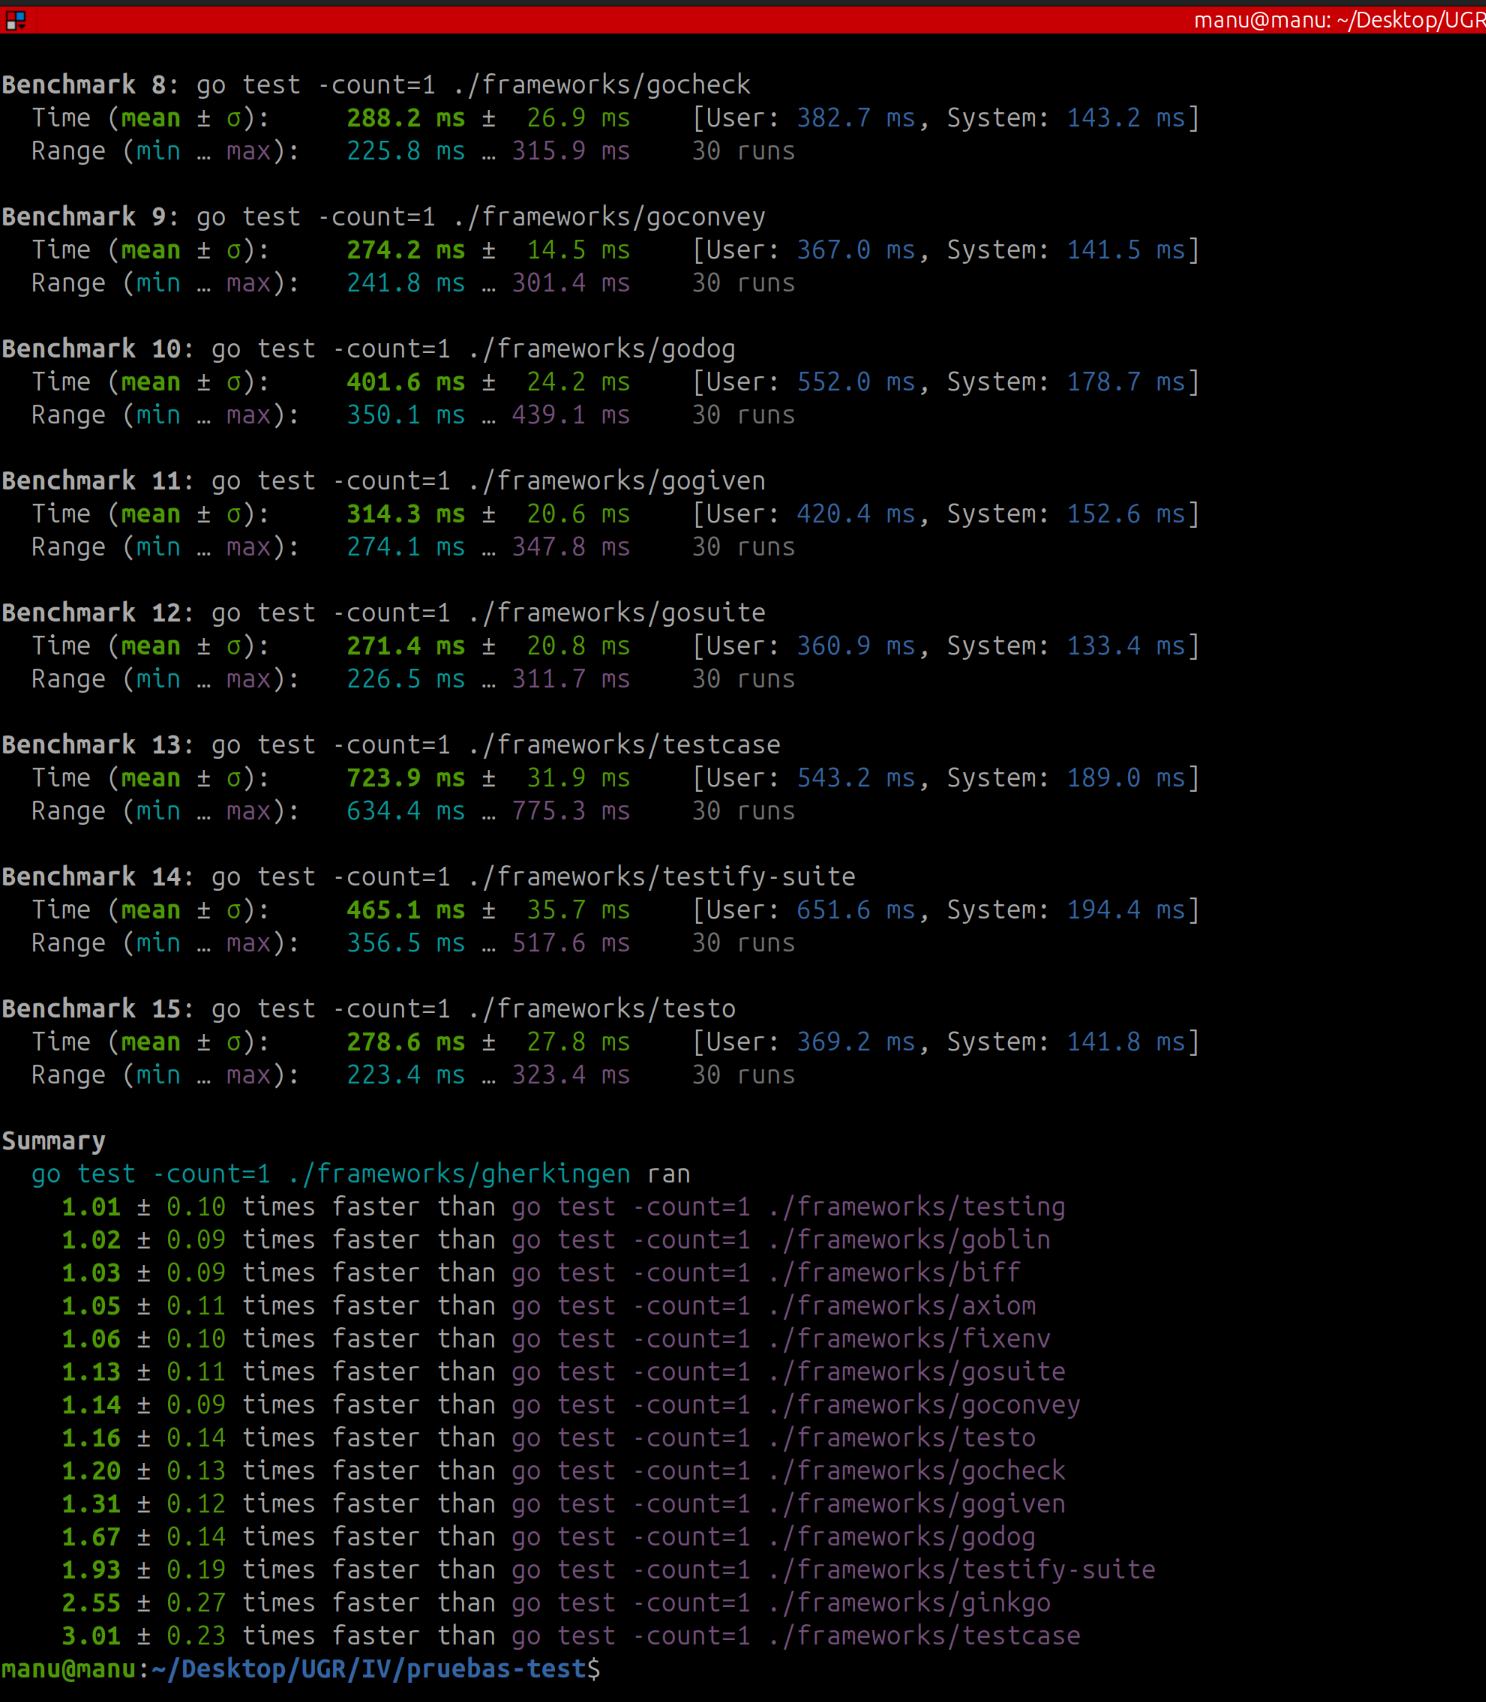 manu@manu: ~/Desktop/UGR
Benchmark 8: go test -count=1 ./frameworks/gocheck
  Time (mean ± σ):     288.2 ms ±  26.9 ms    [User: 382.7 ms, System: 143.2 ms]
  Range (min … max):   225.8 ms … 315.9 ms    30 runs
Benchmark 9: go test -count=1 ./frameworks/goconvey
  Time (mean ± σ):     274.2 ms ±  14.5 ms    [User: 367.0 ms, System: 141.5 ms]
  Range (min … max):   241.8 ms … 301.4 ms    30 runs
Benchmark 10: go test -count=1 ./frameworks/godog
  Time (mean ± σ):     401.6 ms ±  24.2 ms    [User: 552.0 ms, System: 178.7 ms]
  Range (min … max):   350.1 ms … 439.1 ms    30 runs
Benchmark 11: go test -count=1 ./frameworks/gogiven
  Time (mean ± σ):     314.3 ms ±  20.6 ms    [User: 420.4 ms, System: 152.6 ms]
  Range (min … max):   274.1 ms … 347.8 ms    30 runs
Benchmark 12: go test -count=1 ./frameworks/gosuite
  Time (mean ± σ):     271.4 ms ±  20.8 ms    [User: 360.9 ms, System: 133.4 ms]
  Range (min … max):   226.5 ms … 311.7 ms    30 runs
Benchmark 13: go test -count=1 ./frameworks/testcase
  Time (mean ± σ):     723.9 ms ±  31.9 ms    [User: 543.2 ms, System: 189.0 ms]
  Range (min … max):   634.4 ms … 775.3 ms    30 runs
Benchmark 14: go test -count=1 ./frameworks/testify-suite
  Time (mean ± σ):     465.1 ms ±  35.7 ms    [User: 651.6 ms, System: 194.4 ms]
  Range (min … max):   356.5 ms … 517.6 ms    30 runs
Benchmark 15: go test -count=1 ./frameworks/testo
  Time (mean ± σ):     278.6 ms ±  27.8 ms    [User: 369.2 ms, System: 141.8 ms]
  Range (min … max):   223.4 ms … 323.4 ms    30 runs
Summary
  go test -count=1 ./frameworks/gherkingen ran
    1.01 ± 0.10 times faster than go test -count=1 ./frameworks/testing
    1.02 ± 0.09 times faster than go test -count=1 ./frameworks/goblin
    1.03 ± 0.09 times faster than go test -count=1 ./frameworks/biff
    1.05 ± 0.11 times faster than go test -count=1 ./frameworks/axiom
    1.06 ± 0.10 times faster than go test -count=1 ./frameworks/fixenv
    1.13 ± 0.11 times faster than go test -count=1 ./frameworks/gosuite
    1.14 ± 0.09 times faster than go test -count=1 ./frameworks/goconvey
    1.16 ± 0.14 times faster than go test -count=1 ./frameworks/testo
    1.20 ± 0.13 times faster than go test -count=1 ./frameworks/gocheck
    1.31 ± 0.12 times faster than go test -count=1 ./frameworks/gogiven
    1.67 ± 0.14 times faster than go test -count=1 ./frameworks/godog
    1.93 ± 0.19 times faster than go test -count=1 ./frameworks/testify-suite
    2.55 ± 0.27 times faster than go test -count=1 ./frameworks/ginkgo
    3.01 ± 0.23 times faster than go test -count=1 ./frameworks/testcase
manu@manu:~/Desktop/UGR/IV/pruebas-test$